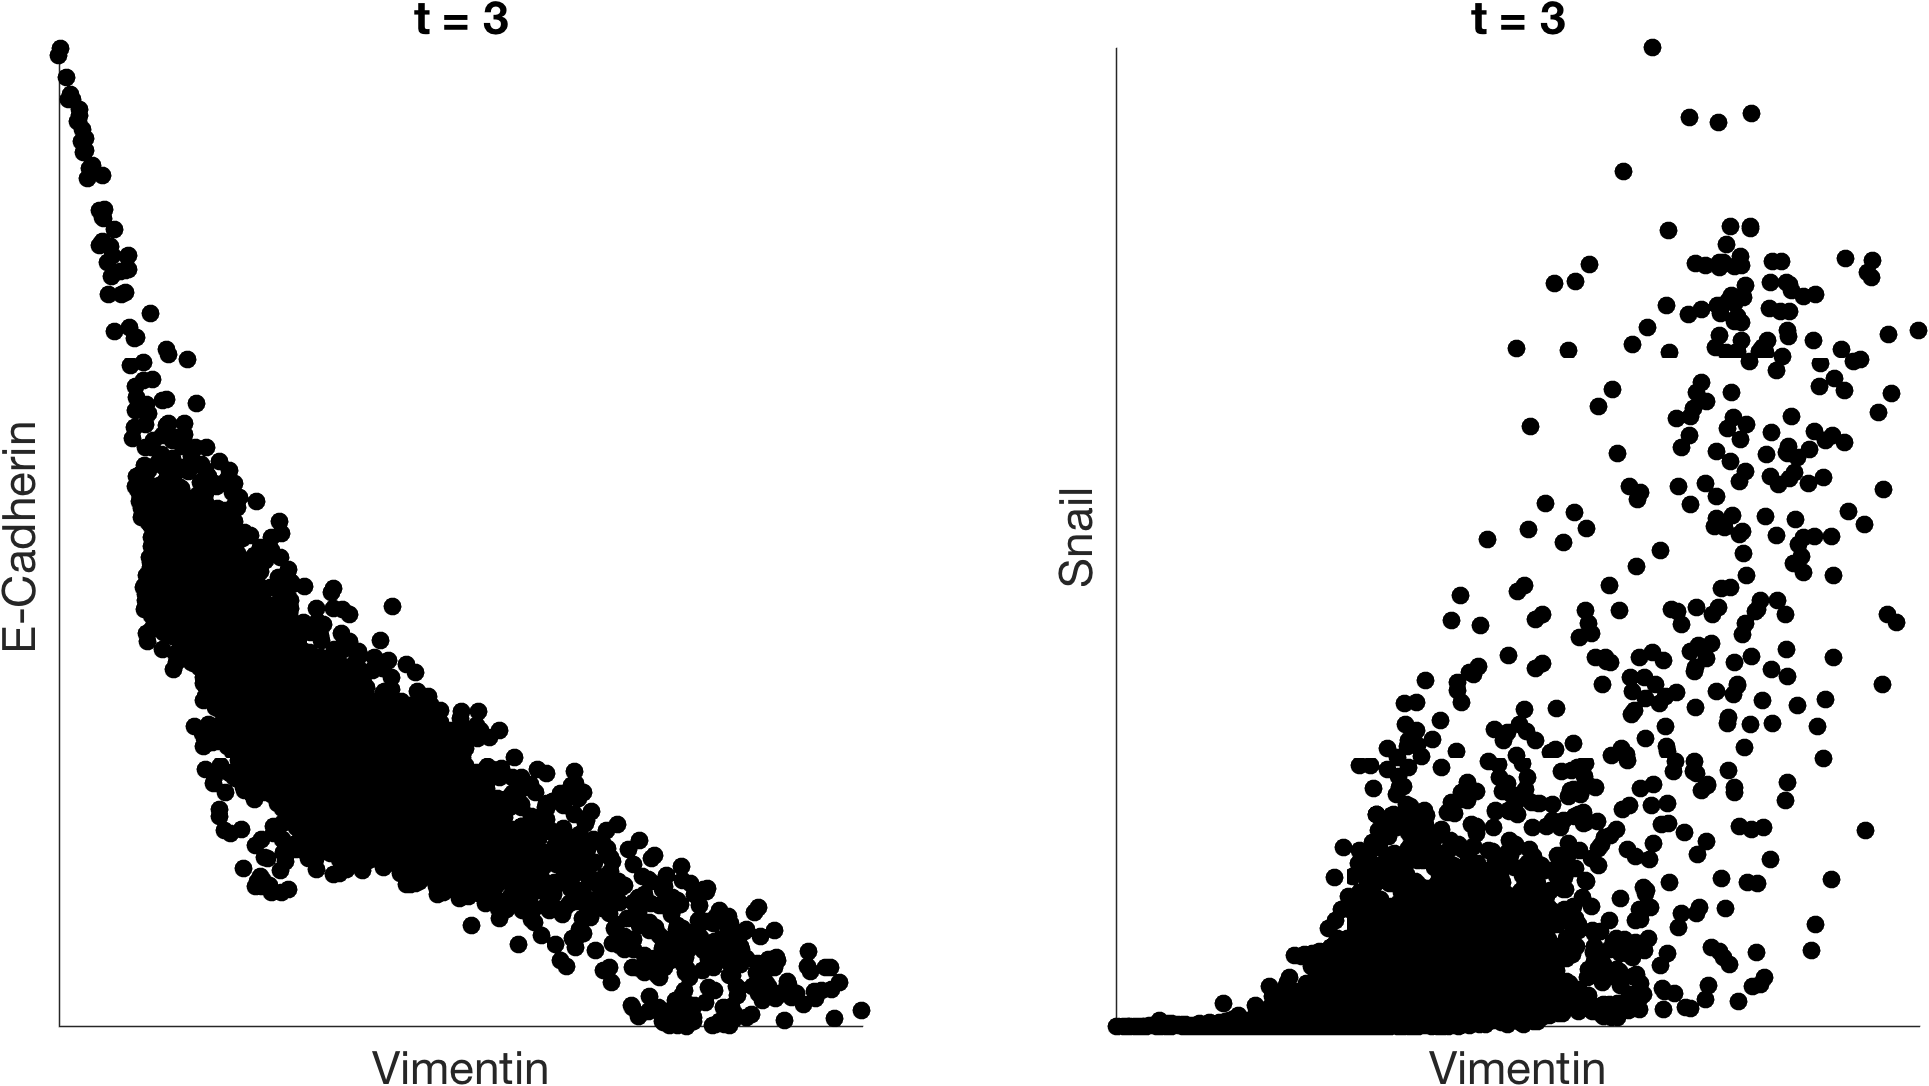 t = 3
E-Cadherin
Vimentin
t = 3
Snail
Vimentin